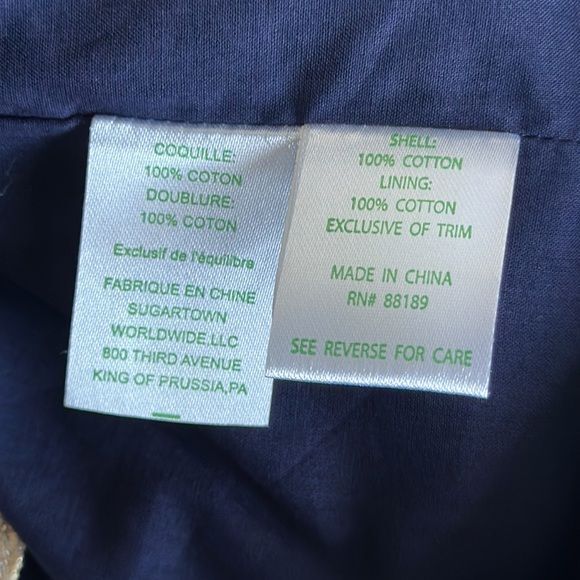 COQUILLE:
100% COTON
DOUBLURE:
100% COTON
Exclusif de l'équilibre
FABRIQUE EN CHINE
SUGARTOWN
WORLDWIDE,LLC
800 THIRD AVENUE
KING OF PRUSSIA,PA
SHELL:
100% COTTON
LINING:
100% COTTON
EXCLUSIVE OF TRIM
MADE IN CHINA
RN# 88189
SEE REVERSE FOR CARE